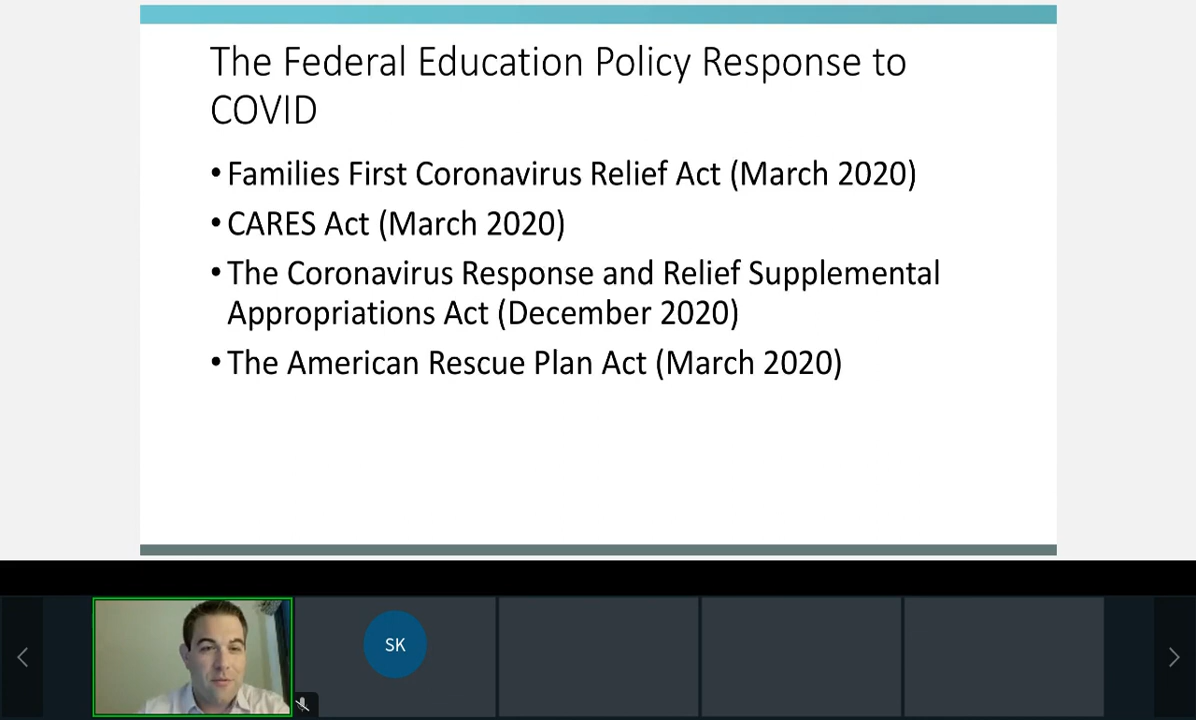 The Federal Education Policy Response to
COVID
• Families First Coronavirus Relief Act (March 2020)
• CARES Act (March 2020)
• The Coronavirus Response and Relief Supplemental
Appropriations Act (December 2020)
• The American Rescue Plan Act (March 2020)
SK